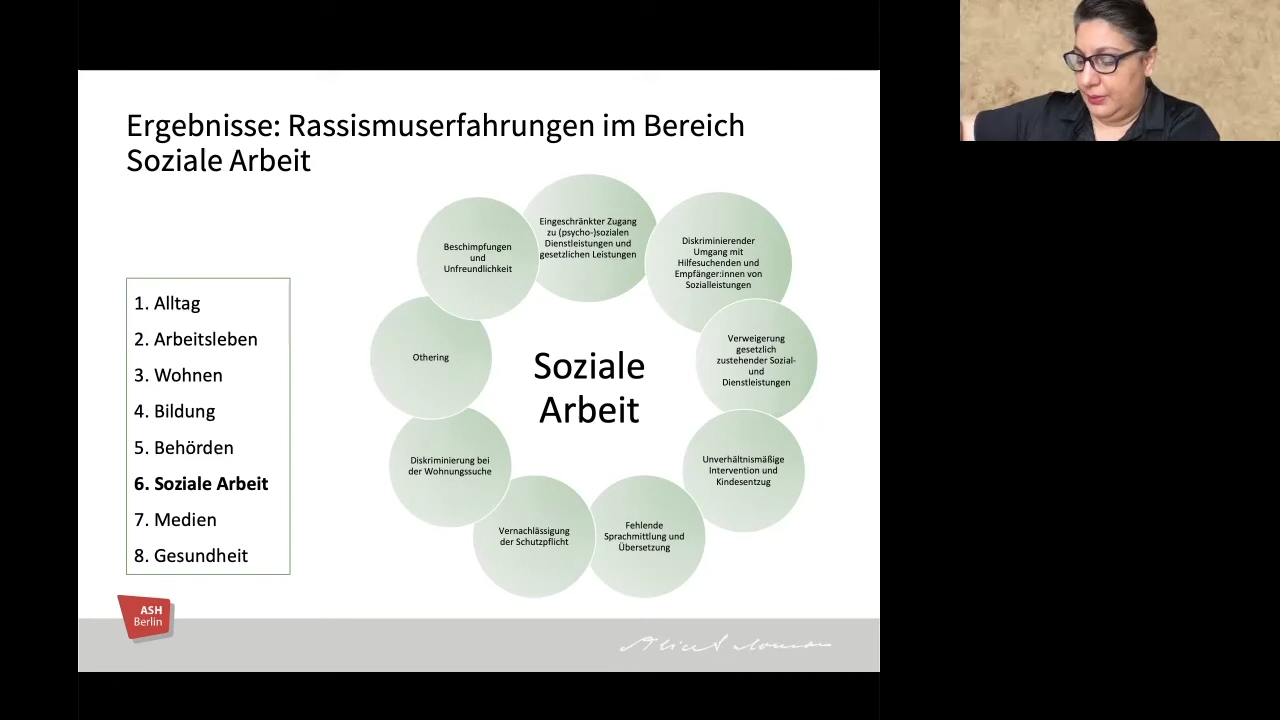 Ergebnisse: Rassismuserfahrungen im Bereich
Soziale Arbeit
1. Alltag
2. Arbeitsleben
3. Wohnen
4. Bildung
5. Behörden
6. Soziale Arbeit
7. Medien
8. Gesundheit
Soziale
Arbeit
Eingeschränkter Zugang
zu (psycho-)sozialen
Dienstleistungen und
gesetzlichen Leistungen
Diskriminierender
Umgang mit
Hilfesuchenden und
Empfänger:innen von
Sozialleistungen
Verweigerung
gesetzlich
zustehender Sozial-
und
Dienstleistungen
Unverhältnismäßige
Intervention und
Kindesentzug
Fehlende
Sprachmittlung und
Übersetzung
Vernachlässigung
der Schutzpflicht
Diskriminierung bei
der Wohnungssuche
Othering
Beschimpfungen
und
Unfreundlichkeit
ASH
Berlin
Alice Salomon